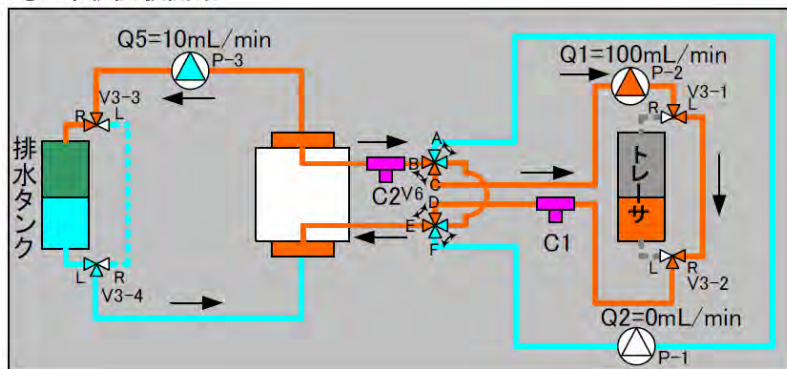 Q5=10mL/min
P-3
Q1=100mL/min
P-2
V3-3
R
L
V3-1
R
L
A
B
C
C2
V6
D
E
F
C1
排水タンク
トレーサ
L
R
V3-4
L
R
V3-2
Q2=0mL/min
P-1